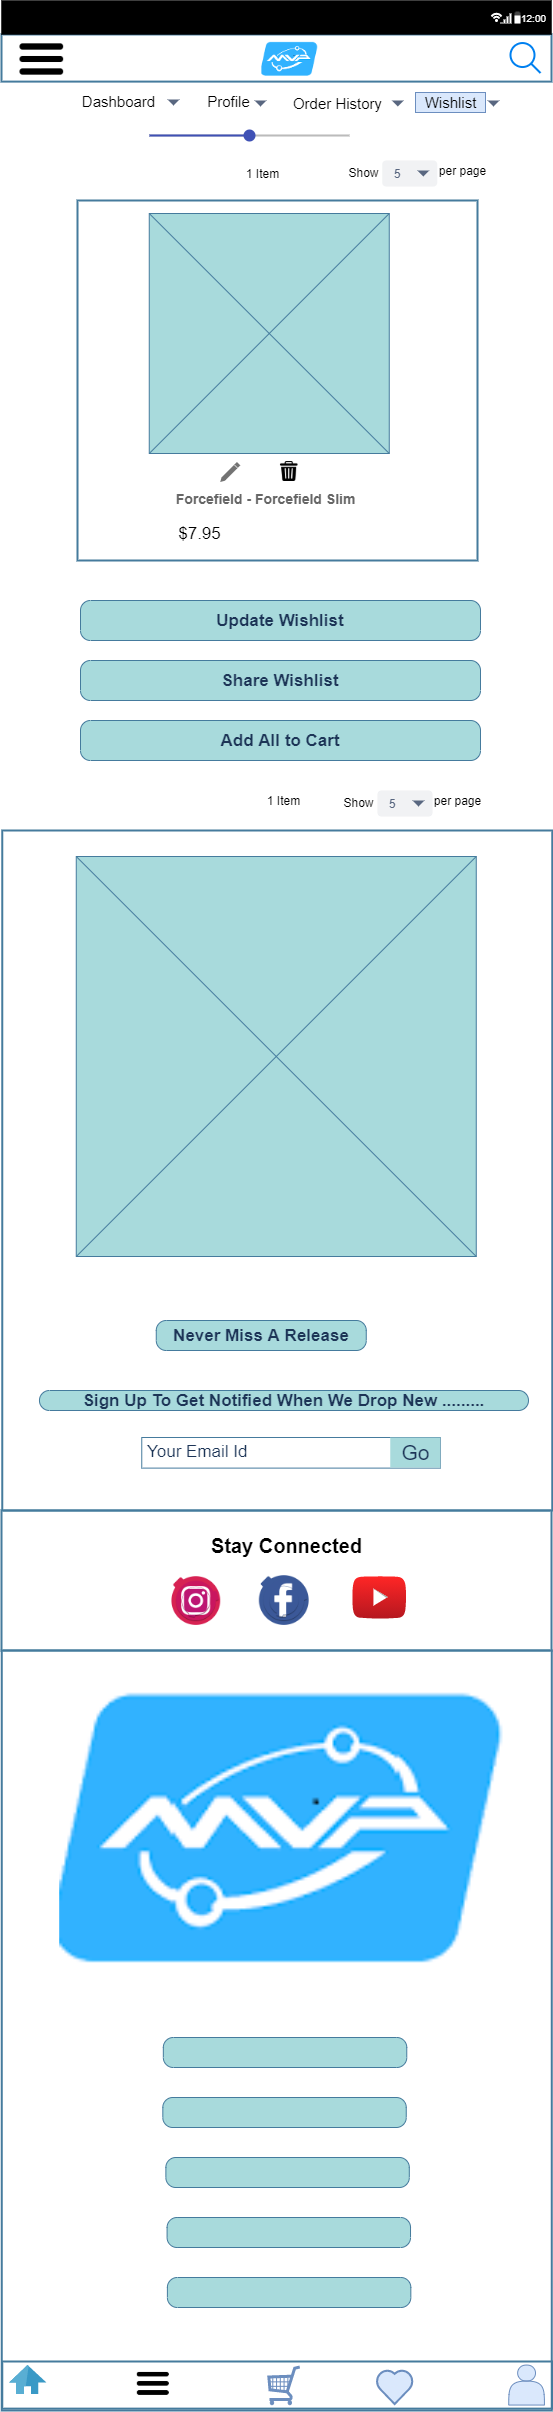 12:00
MVP
Dashboard Profile Order History Wishlist
1 Item Show 5 per page
Forcefield - Forcefield Slim
$7.95
Update Wishlist
Share Wishlist
Add All to Cart
1 Item Show 5 per page
Never Miss A Release
Sign Up To Get Notified When We Drop New .........
Your Email Id Go
Stay Connected
MVP